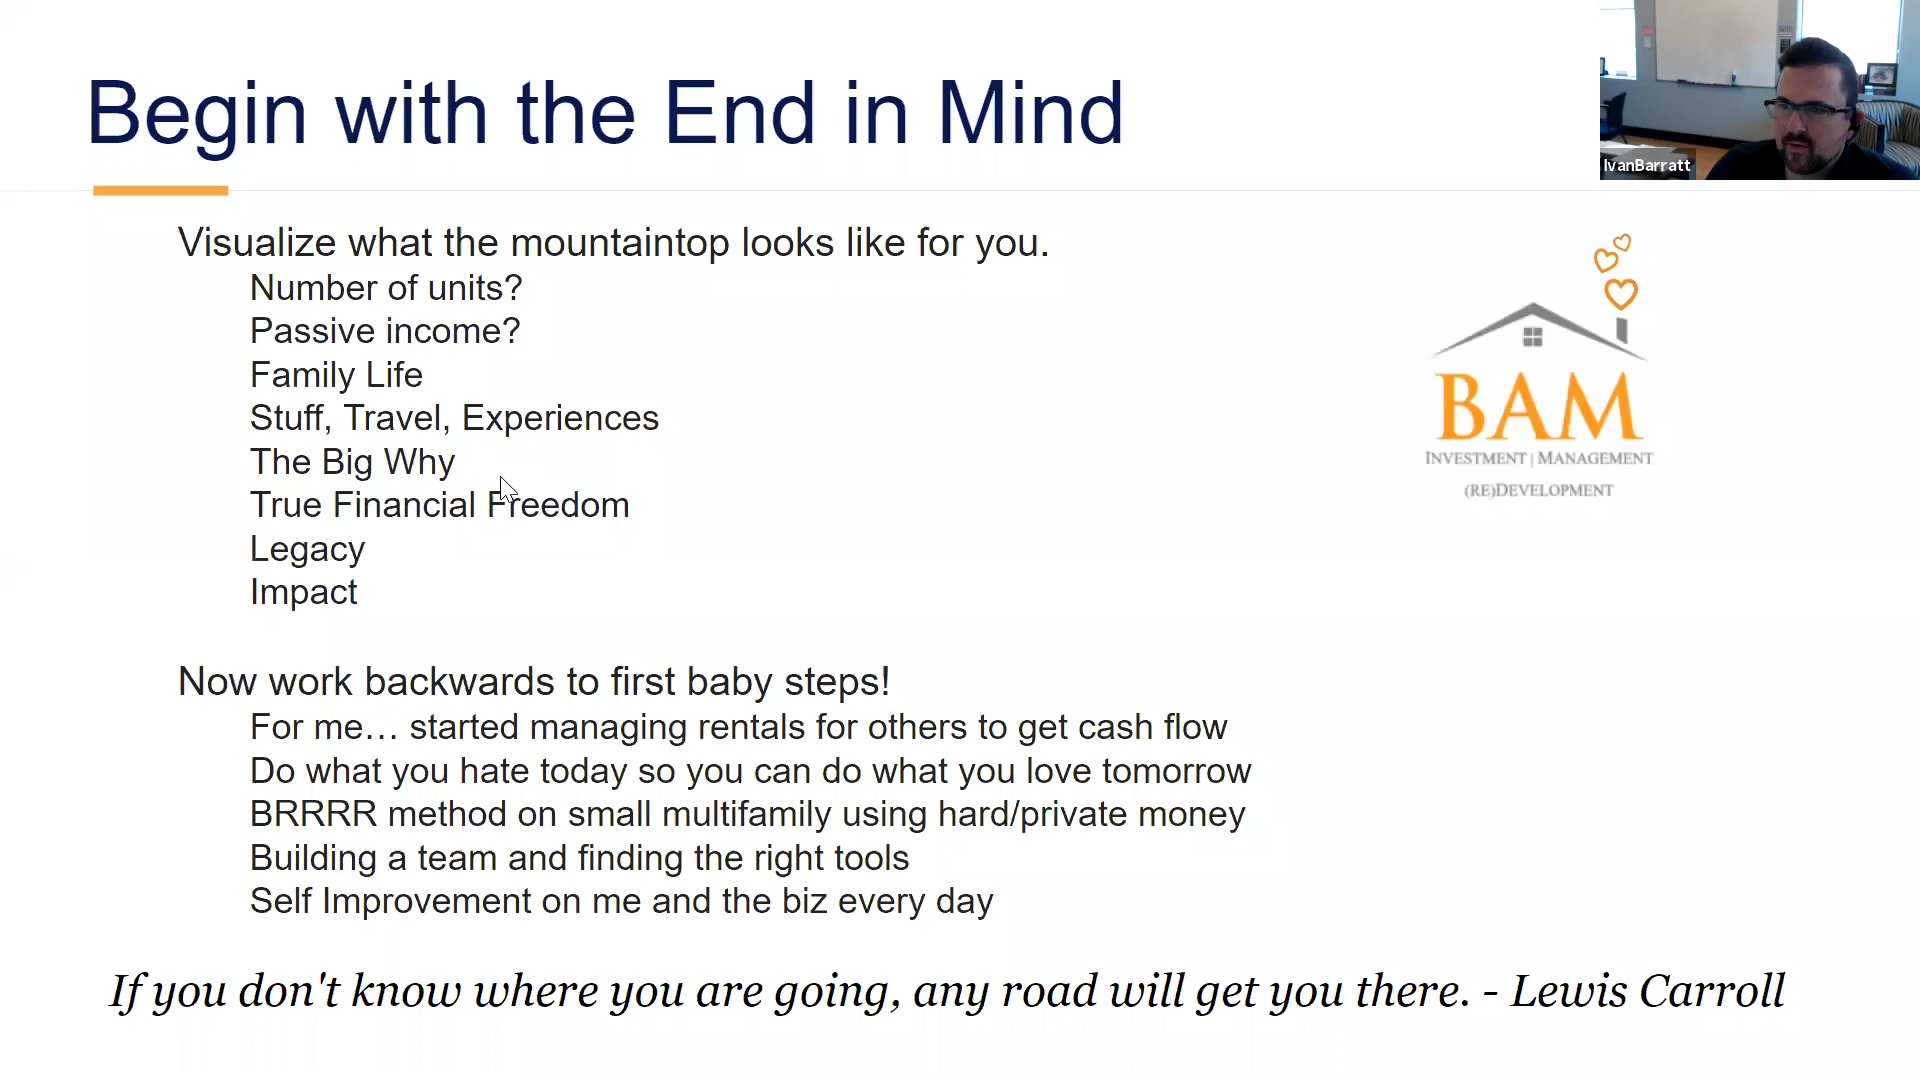 Begin with the End in Mind
IvanBarratt
Visualize what the mountaintop looks like for you.
Number of units?
Passive income?
Family Life
Stuff, Travel, Experiences
The Big Why
True Financial Freedom
Legacy
Impact
BAM
INVESTMENT | MANAGEMENT
(RE)DEVELOPMENT
Now work backwards to first baby steps!
For me… started managing rentals for others to get cash flow
Do what you hate today so you can do what you love tomorrow
BRRRR method on small multifamily using hard/private money
Building a team and finding the right tools
Self Improvement on me and the biz every day
If you don't know where you are going, any road will get you there. - Lewis Carroll